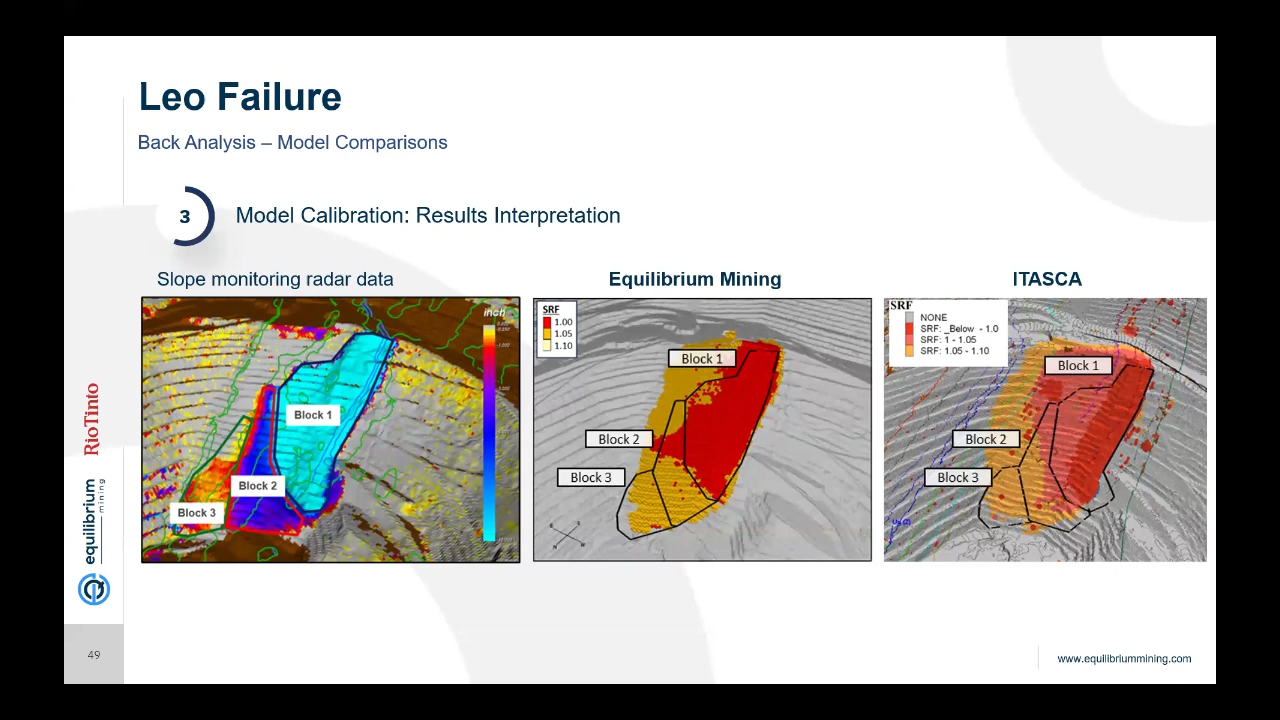 Leo Failure
Back Analysis – Model Comparisons
3
Model Calibration: Results Interpretation
Slope monitoring radar data
inch
Block 1
Block 2
Block 3
Equilibrium Mining
SRF
1.00
1.05
1.10
Block 1
Block 2
Block 3
ITASCA
SRF
NONE
SRF: _Below - 1.0
SRF: 1 - 1.05
SRF: 1.05 - 1.10
Block 1
Block 2
Block 3
RioTinto
equilibrium
mining
49
www.equilibriummining.com